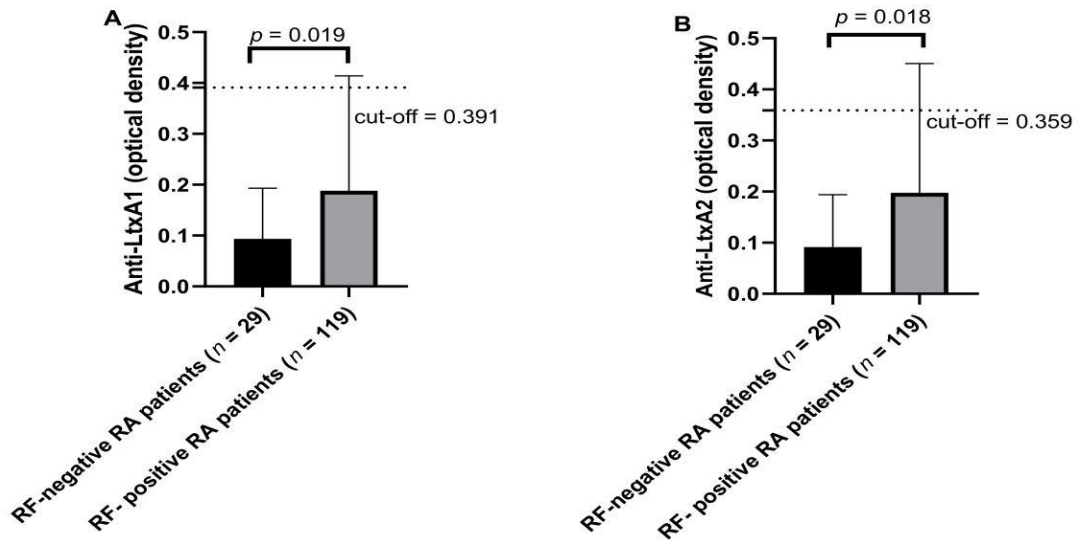 A
p = 0.019
Anti-LtxA1 (optical density)
0.5
0.4
0.3
0.2
0.1
0.0
cut-off = 0.391
RF-negative RA patients (n = 29)
RF- positive RA patients (n = 119)
B
p = 0.018
Anti-LtxA2 (optical density)
0.5
0.4
0.3
0.2
0.1
0.0
cut-off = 0.359
RF-negative RA patients (n = 29)
RF- positive RA patients (n = 119)